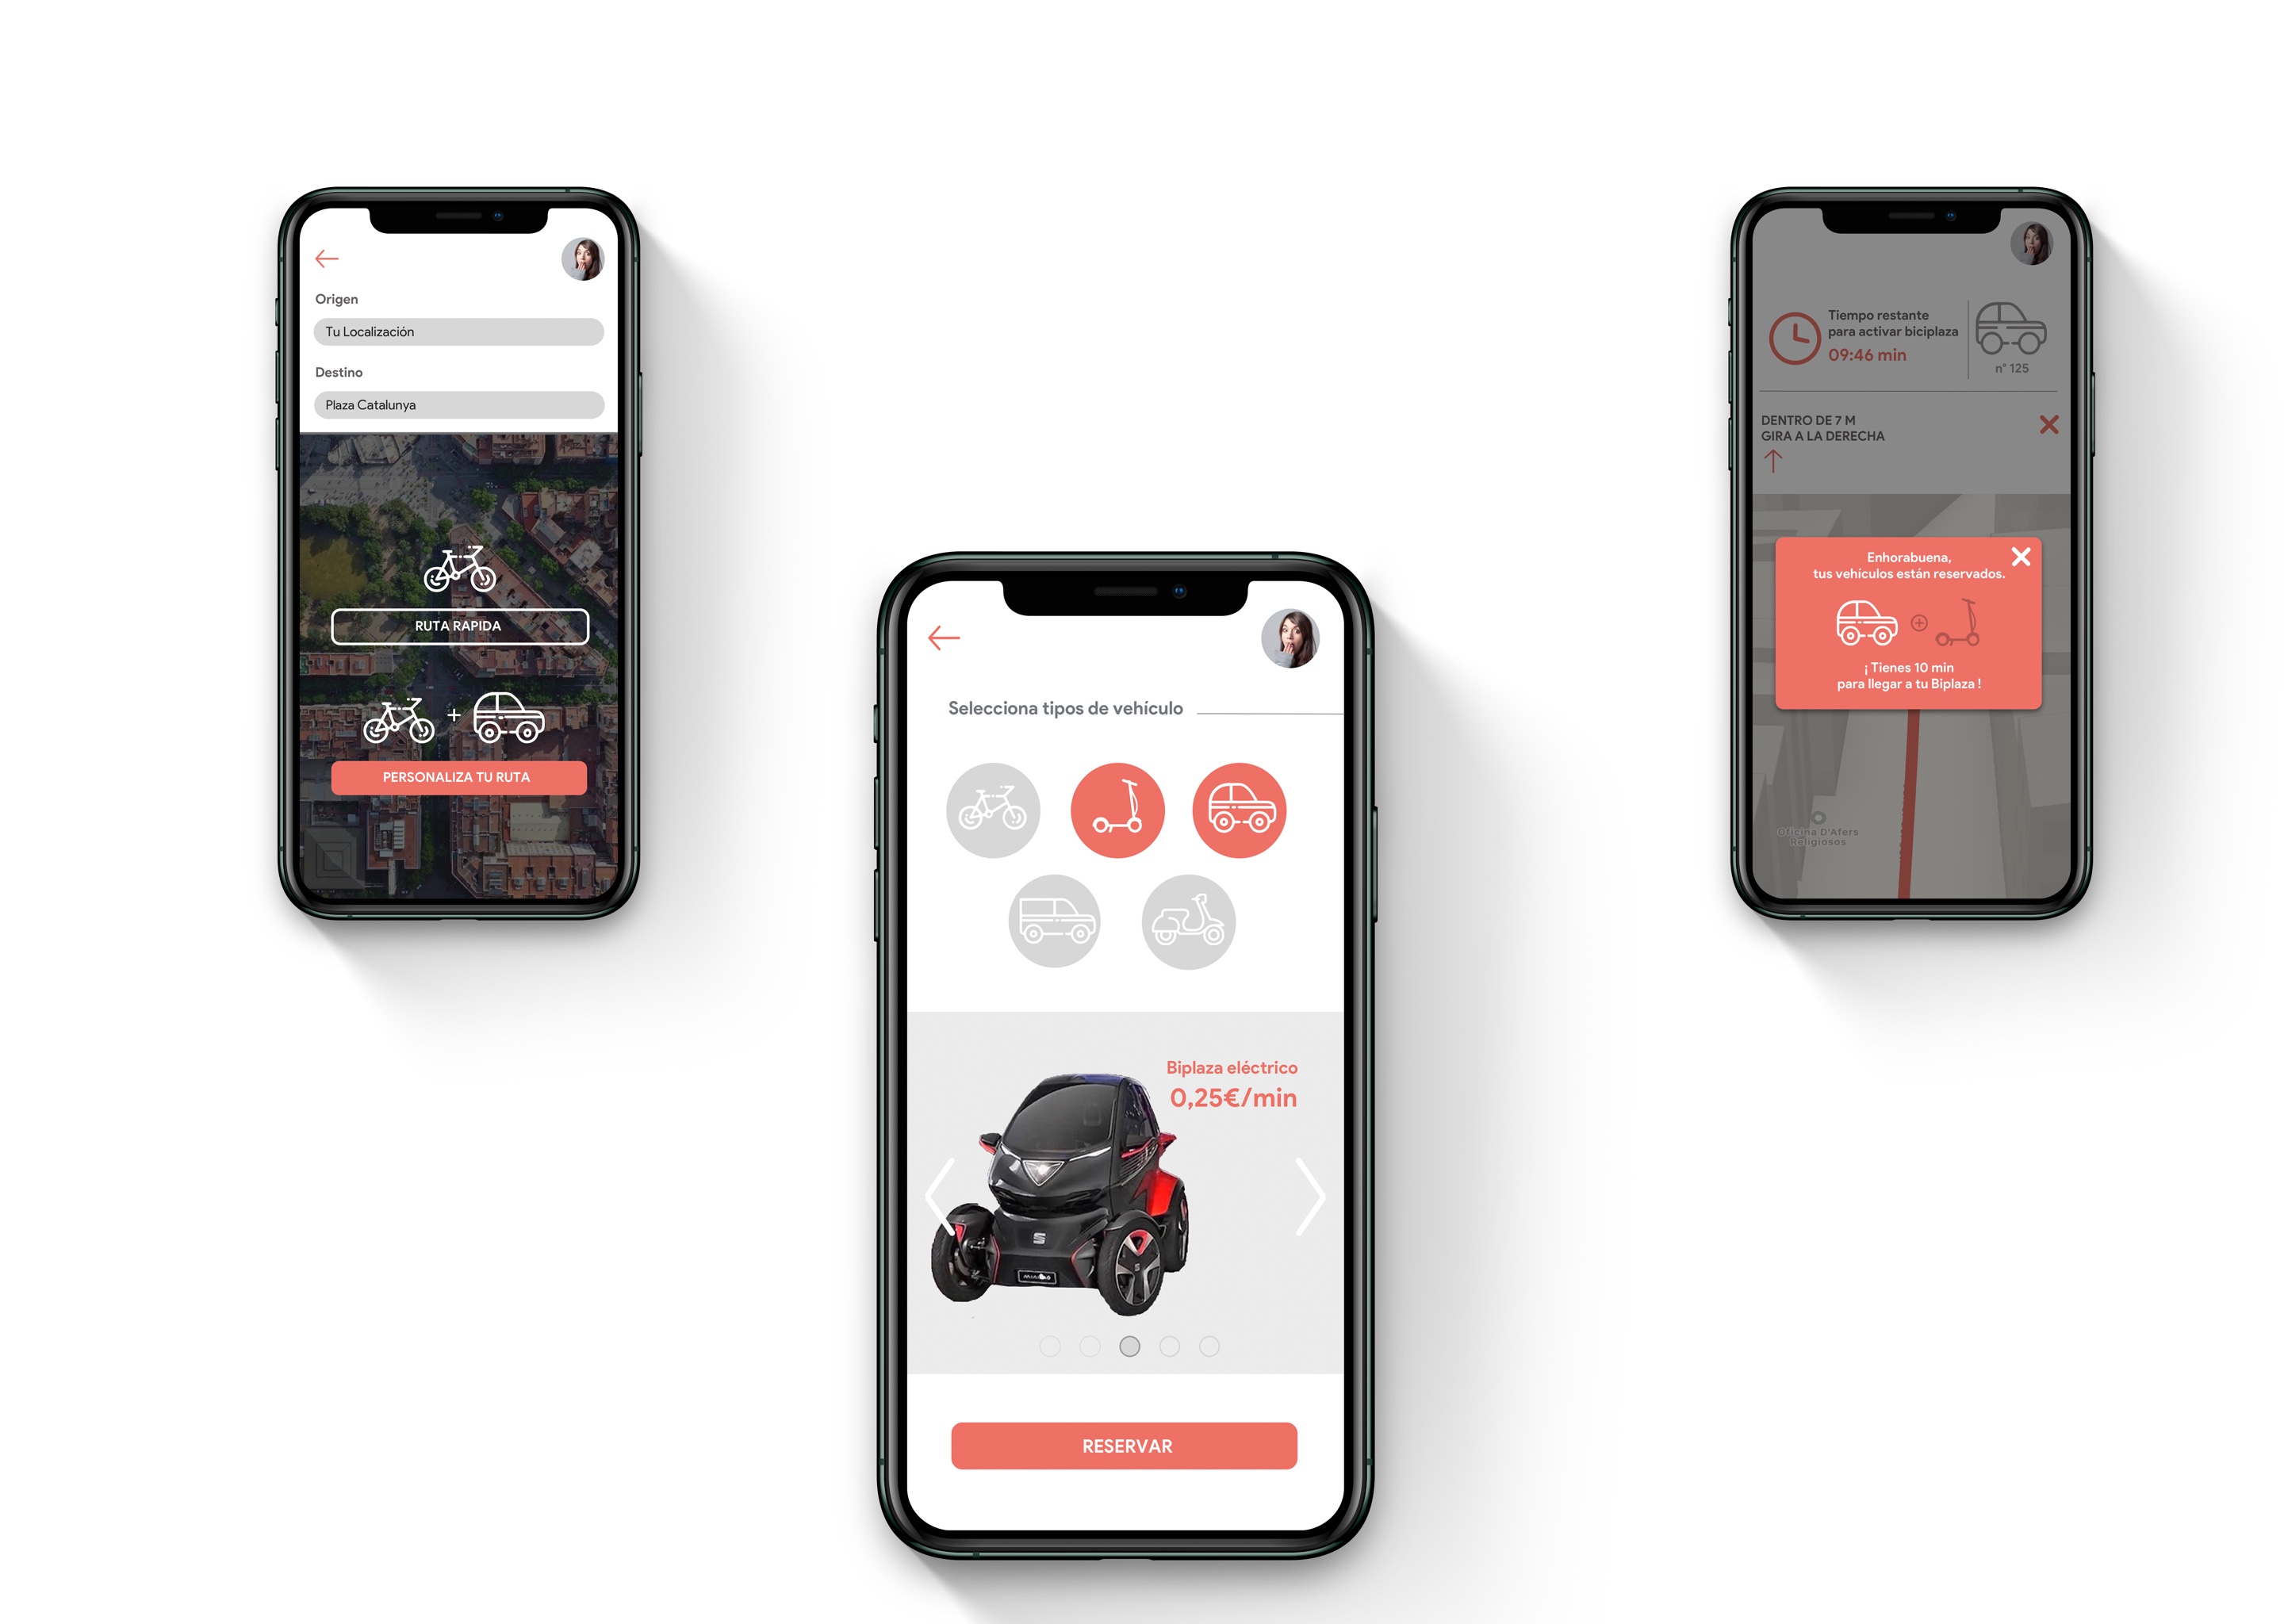 Origen
Tu Localización
Destino
Plaza Catalunya
RUTA RAPIDA
+
PERSONALIZA TU RUTA
Selecciona tipos de vehículo
Biplaza eléctrico
0,25€/min
RESERVAR
Tiempo restante
para activar biciplaza
09:46 min
n° 125
DENTRO DE 7 M
GIRA A LA DERECHA
Enhorabuena,
tus vehículos están reservados.
¡ Tienes 10 min
para llegar a tu Biplaza !
Oficina D'Afers
Religiosos